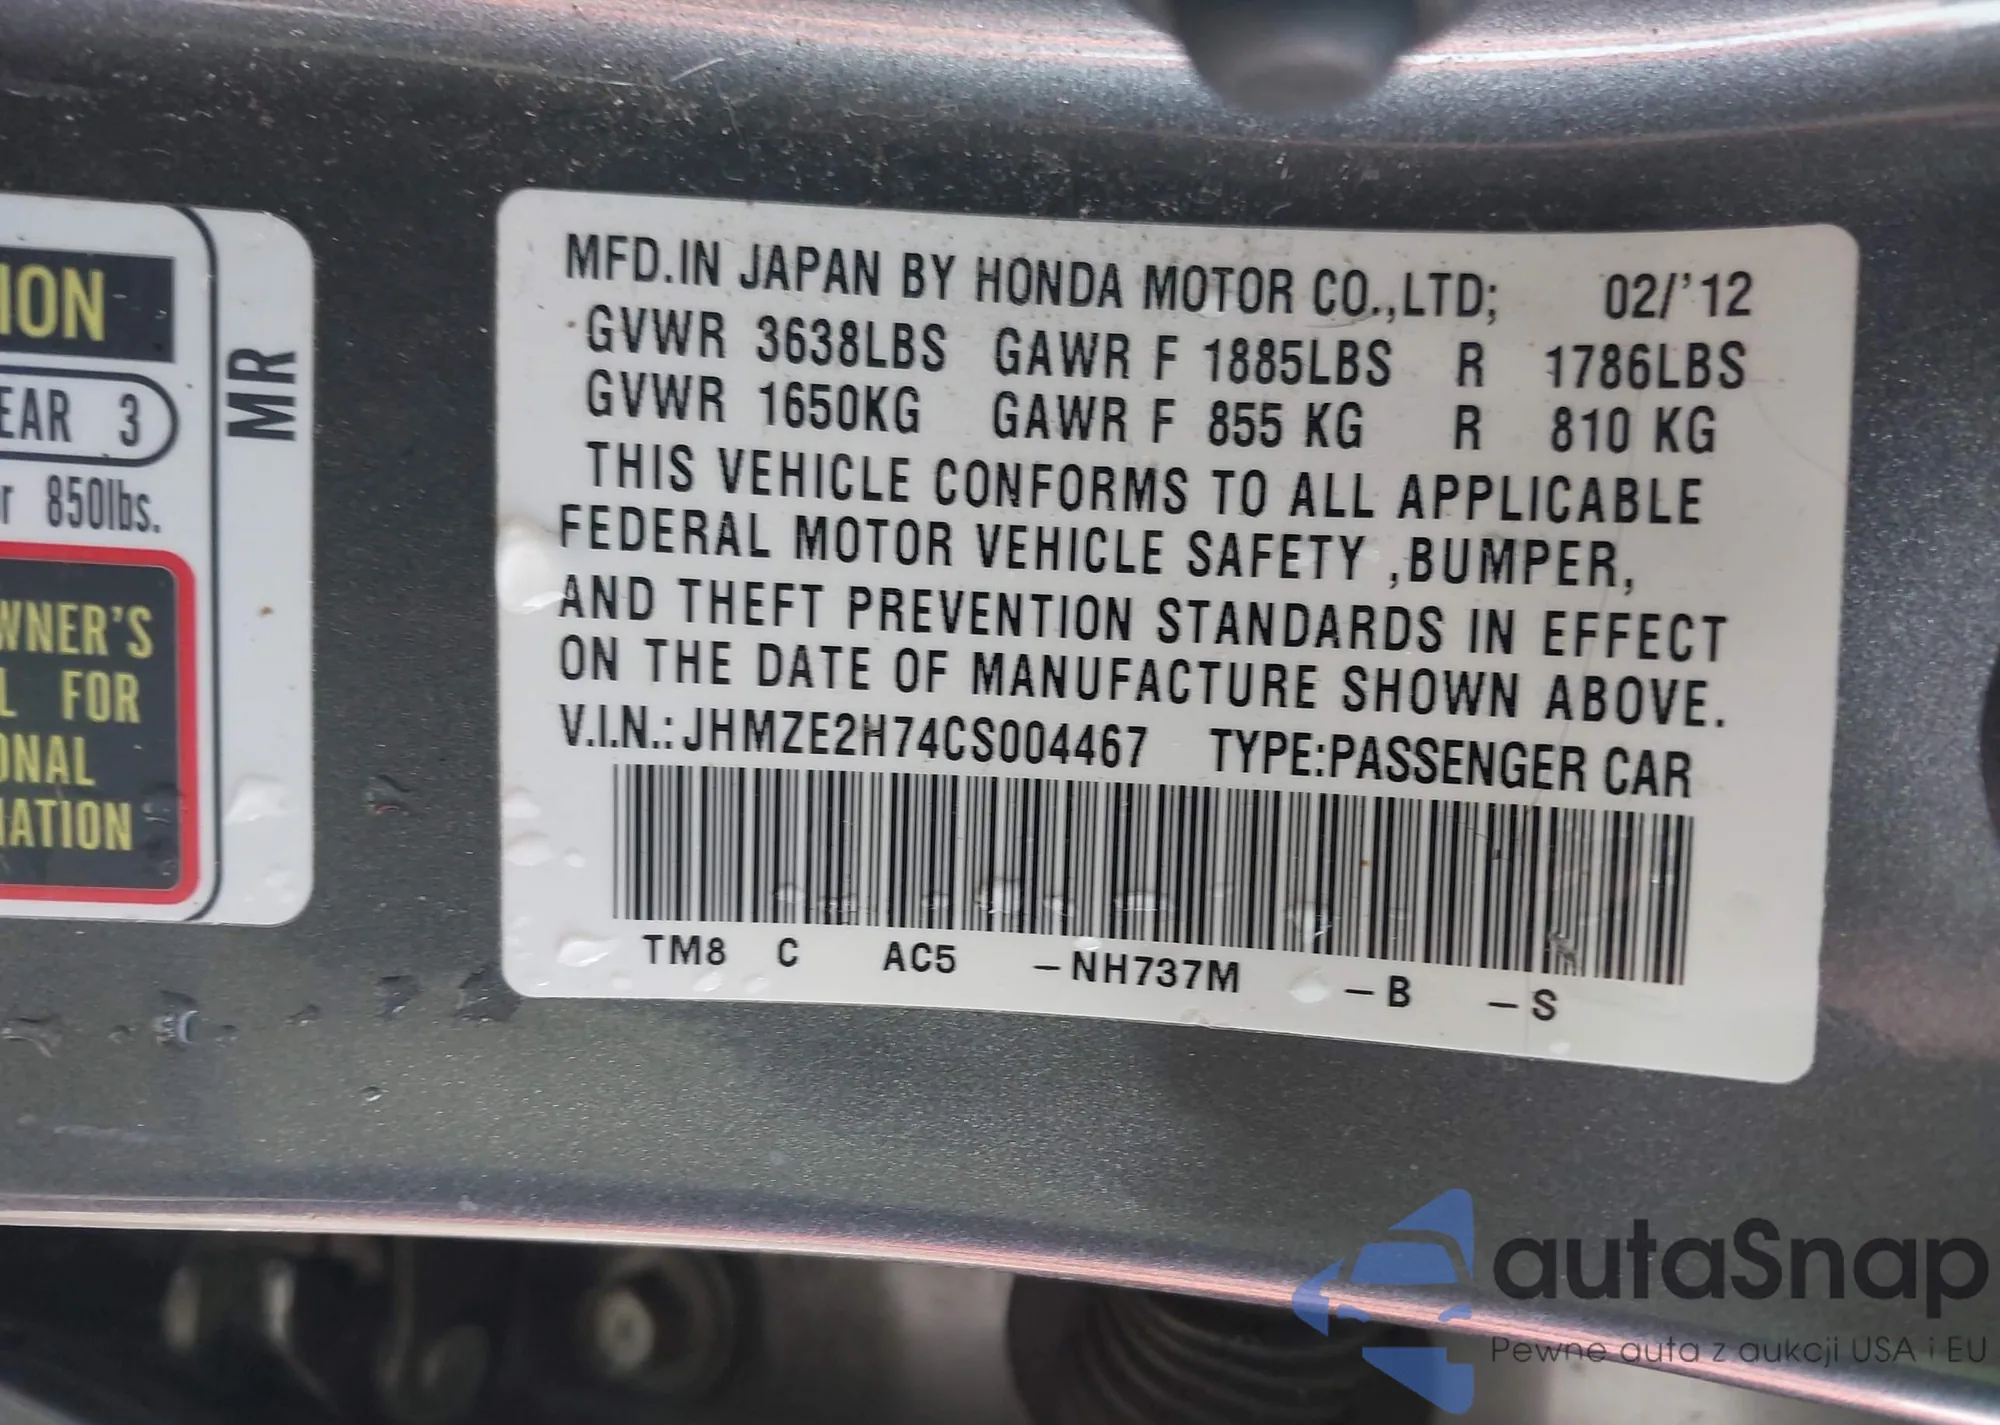 ION
EAR 3
r 850lbs.
WNER'S
L FOR
ONAL
MATION
MR
MFD.IN JAPAN BY HONDA MOTOR CO.,LTD; 02/'12
GVWR 3638LBS GAWR F 1885LBS R 1786LBS
GVWR 1650KG GAWR F 855 KG R 810 KG
THIS VEHICLE CONFORMS TO ALL APPLICABLE
FEDERAL MOTOR VEHICLE SAFETY ,BUMPER,
AND THEFT PREVENTION STANDARDS IN EFFECT
ON THE DATE OF MANUFACTURE SHOWN ABOVE.
V.I.N.: JHMZE2H74CS004467 TYPE:PASSENGER CAR
TM8 C AC5 -NH737M -B -S
autaSnap
Pewne auta z aukcji USA i EU